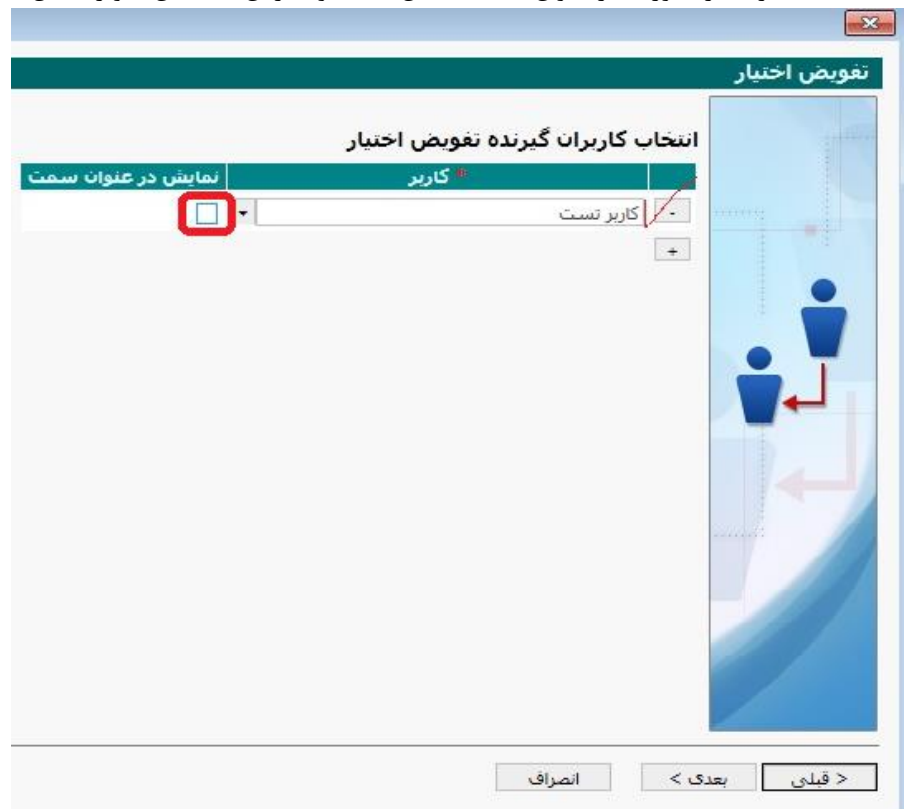 تفویض اختیار
انتخاب کاربران گیرنده تفویض اختیار
* کاربر نمایش در عنوان سمت
- کاربر تست
+
< قبلی بعدی > انصراف